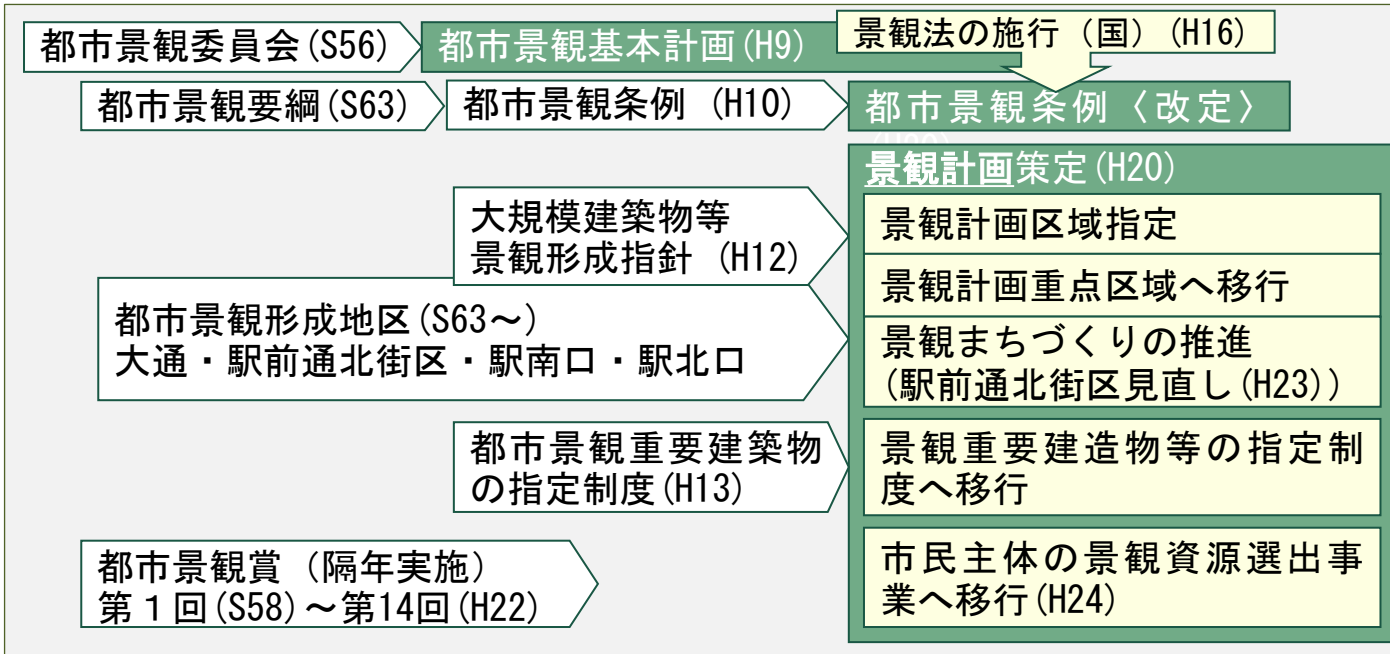 都市景観委員会(S56)
都市景観基本計画(H9)
景観法の施行（国）(H16)
都市景観要綱(S63)
都市景観条例 (H10)
都市景観条例〈改定〉
景観計画策定(H20)
大規模建築物等
景観形成指針 (H12)
景観計画区域指定
景観計画重点区域へ移行
都市景観形成地区(S63～)
大通・駅前通北街区・駅南口・駅北口
景観まちづくりの推進
(駅前通北街区見直し(H23))
都市景観重要建築物
の指定制度(H13)
景観重要建造物等の指定制
度へ移行
都市景観賞（隔年実施）
第１回(S58)～第14回(H22)
市民主体の景観資源選出事
業へ移行(H24)